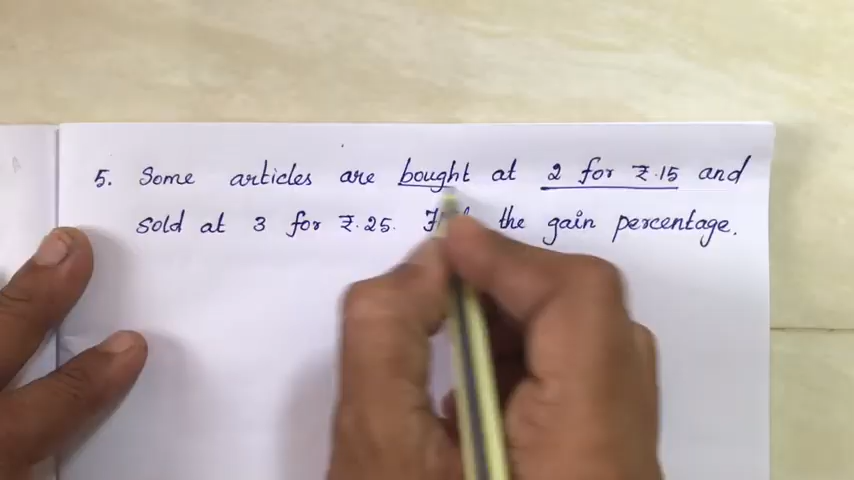 5. Some articles are bought at 2 for ₹.15 and
sold at 3 for ₹.25. the gain percentage.